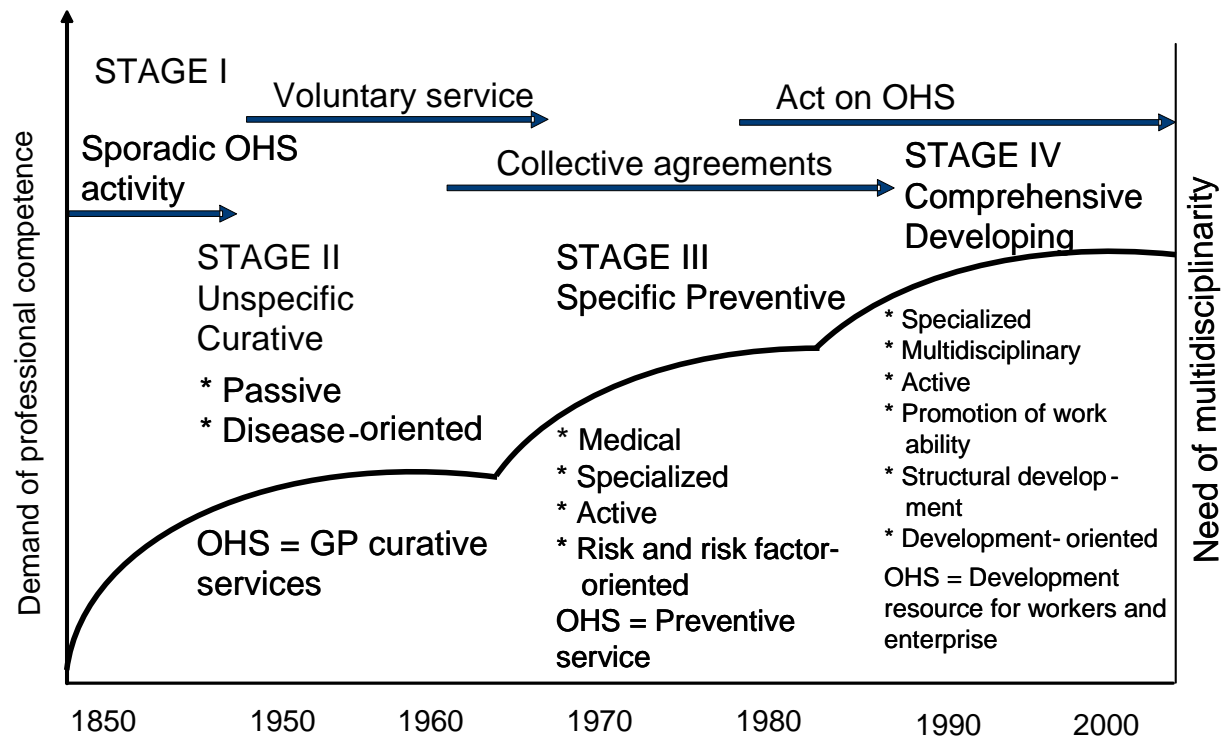 STAGE I
Voluntary service
Act on OHS
Sporadic OHS
activity
Collective agreements
STAGE IV
Comprehensive
Developing
STAGE II
Unspecific
Curative
* Passive
* Disease-oriented
OHS = GP curative
services
STAGE III
Specific Preventive
* Medical
* Specialized
* Active
* Risk and risk factor-
oriented
OHS = Preventive
service
* Specialized
* Multidisciplinary
* Active
* Promotion of work
ability
* Structural develop-
ment
* Development- oriented
OHS = Development
resource for workers and
enterprise
Demand of professional competence
Need of multidisciplinarity
1850 1950 1960 1970 1980 1990 2000